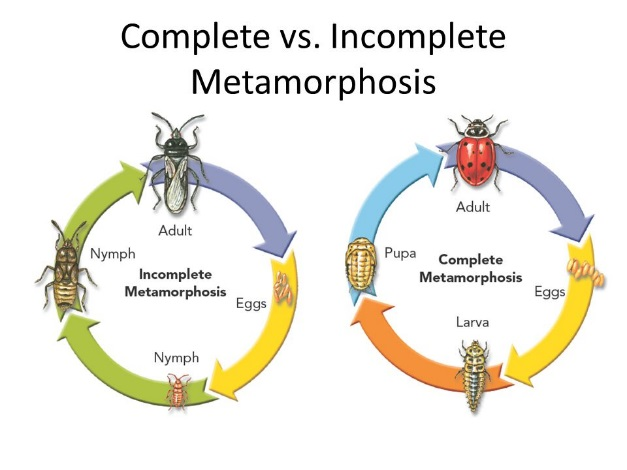 Complete vs. Incomplete
Metamorphosis
Adult
Nymph
Incomplete
Metamorphosis
Eggs
Nymph
Adult
Pupa
Complete
Metamorphosis
Eggs
Larva